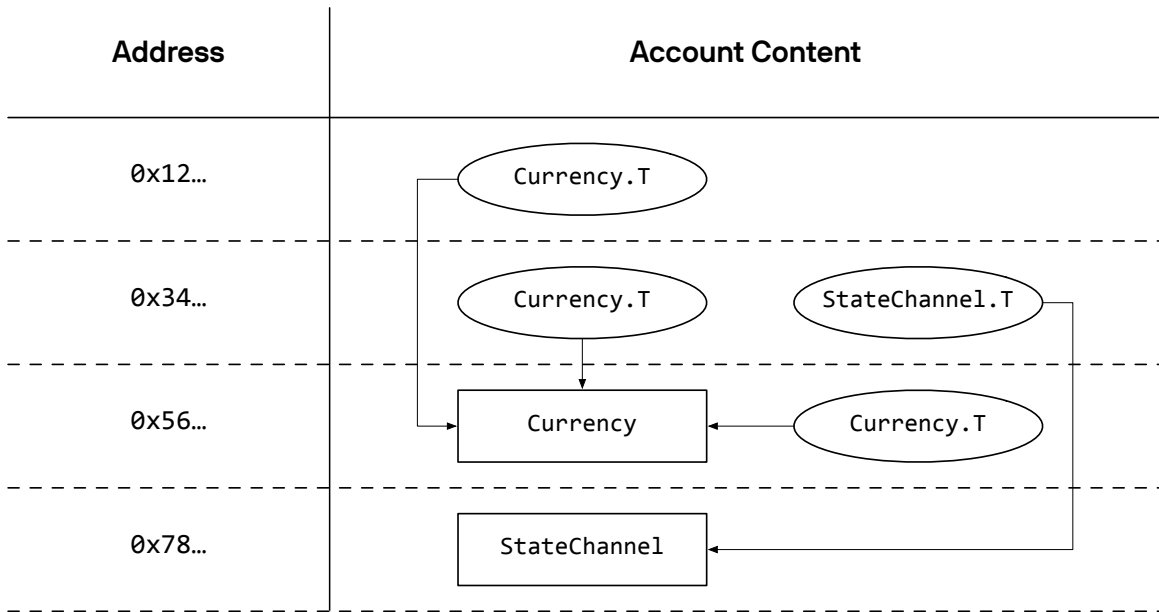 Address Account Content
0x12… Currency.T
0x34… Currency.T StateChannel.T
0x56… Currency Currency.T
0x78… StateChannel